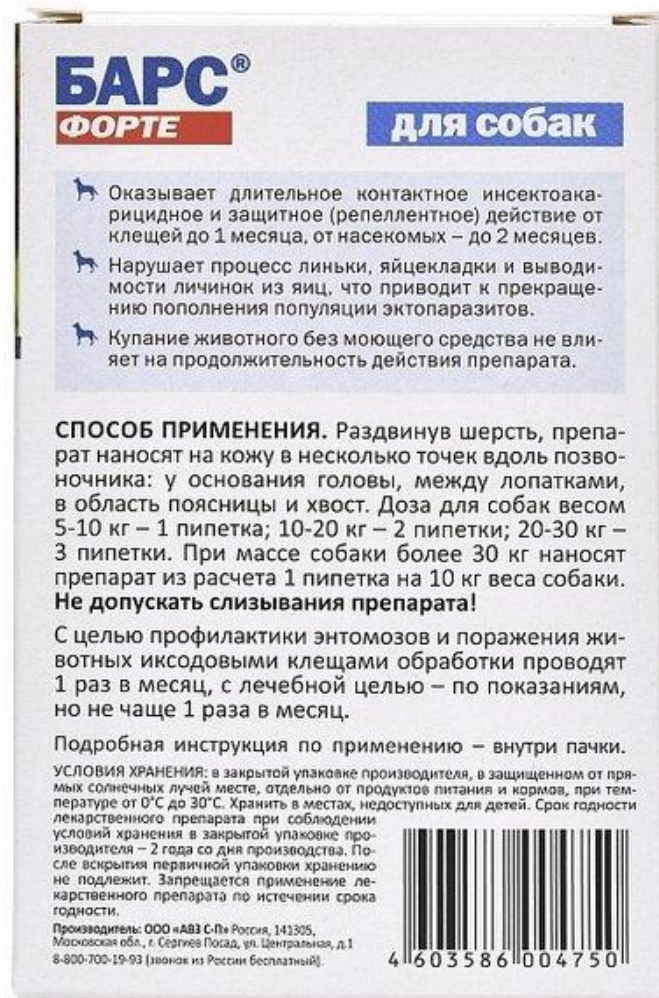 БАРС®
ФОРТЕ
для собак
Оказывает длительное контактное инсектоака-
рицидное и защитное (репеллентное) действие от
клещей до 1 месяца, от насекомых – до 2 месяцев.
Нарушает процесс линьки, яйцекладки и выводи-
мости личинок из яиц, что приводит к прекраще-
нию пополнения популяции эктопаразитов.
Купание животного без моющего средства не вли-
яет на продолжительность действия препарата.
СПОСОБ ПРИМЕНЕНИЯ. Раздвинув шерсть, препа-
рат наносят на кожу в несколько точек вдоль позво-
ночника: у основания головы, между лопатками,
в область поясницы и хвост. Доза для собак весом
5-10 кг – 1 пипетка; 10-20 кг – 2 пипетки; 20-30 кг –
3 пипетки. При массе собаки более 30 кг наносят
препарат из расчета 1 пипетка на 10 кг веса собаки.
Не допускать слизывания препарата!
С целью профилактики энтомозов и поражения жи-
вотных иксодовыми клещами обработки проводят
1 раз в месяц, с лечебной целью – по показаниям,
но не чаще 1 раза в месяц.
Подробная инструкция по применению – внутри пачки.
УСЛОВИЯ ХРАНЕНИЯ: в закрытой упаковке производителя, в защищенном от пря-
мых солнечных лучей месте, отдельно от продуктов питания и кормов, при тем-
пературе от 0°С до 30°С. Хранить в местах, недоступных для детей. Срок годности
лекарственного препарата при соблюдении
условий хранения в закрытой упаковке про-
изводителя – 2 года со дня производства. По-
сле вскрытия первичной упаковки хранению
не подлежит. Запрещается применение ле-
карственного препарата по истечении срока
годности.
Производитель: ООО «АВЗ С-П» Россия, 141305,
Московская обл., г. Сергиев Посад, ул. Центральная, д.1
8-800-700-19-93 (звонок из России бесплатный).
4 603586 004750